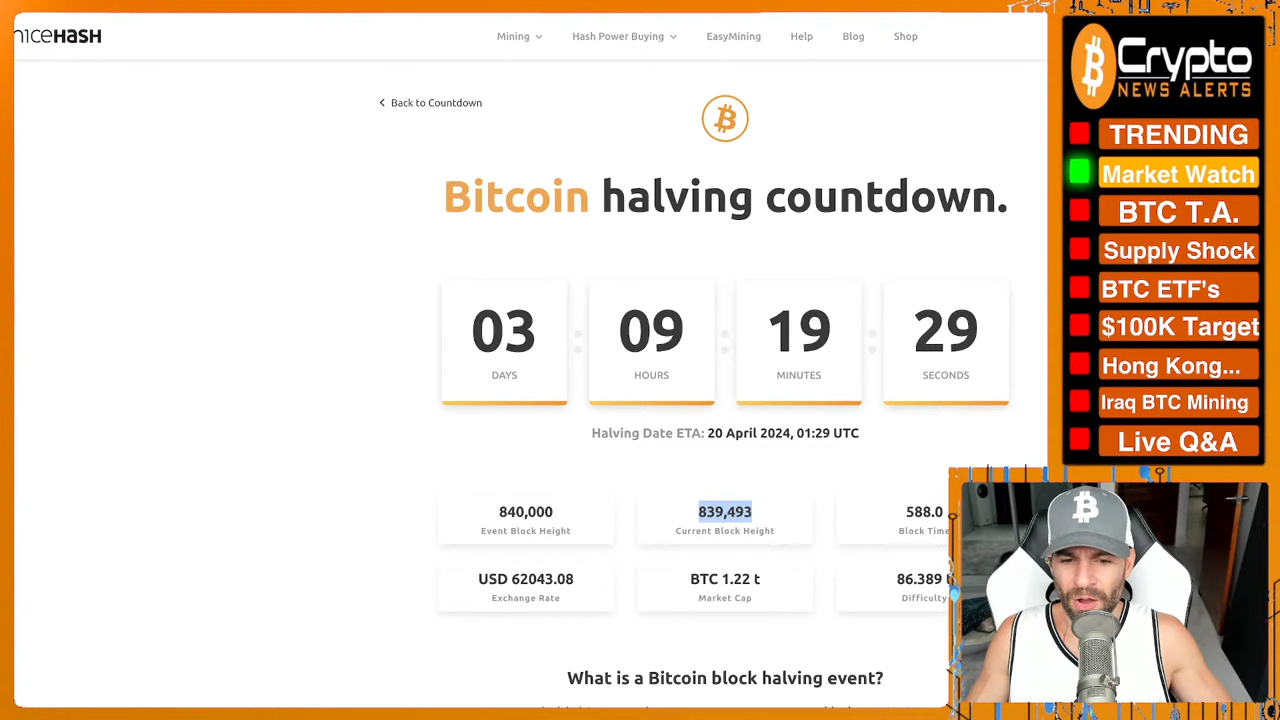 niceHASH
Mining
Hash Power Buying
EasyMining
Help
Blog
Shop
Back to Countdown
Bitcoin halving countdown.
03 : 09 : 19 : 29
DAYS HOURS MINUTES SECONDS
Halving Date ETA: 20 April 2024, 01:29 UTC
840,000
Event Block Height
839,493
Current Block Height
588.0
Block Time
USD 62043.08
Exchange Rate
BTC 1.22 t
Market Cap
86.389
Difficulty
What is a Bitcoin block halving event?
Crypto
NEWS ALERTS
TRENDING
Market Watch
BTC T.A.
Supply Shock
BTC ETF's
$100K Target
Hong Kong...
Iraq BTC Mining
Live Q&A